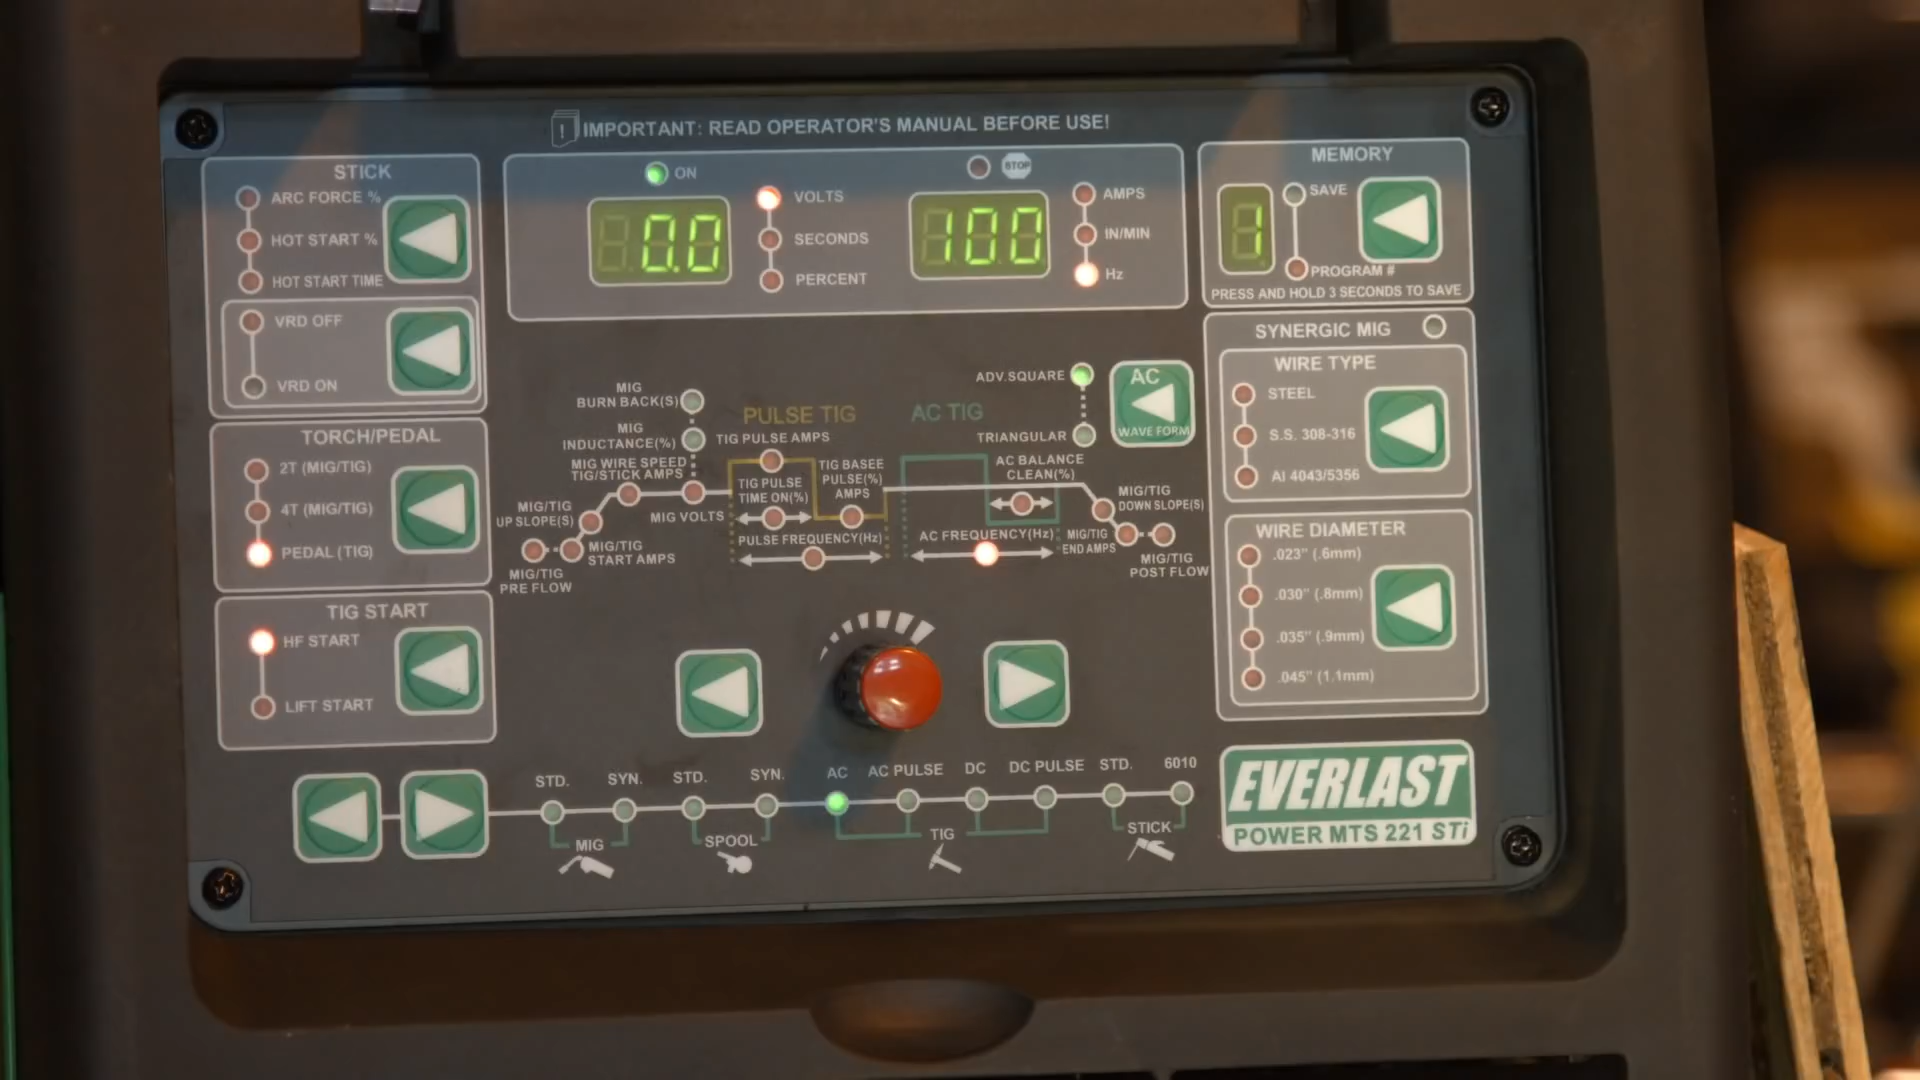 ! IMPORTANT: READ OPERATOR'S MANUAL BEFORE USE!
STICK
ARC FORCE %
HOT START %
HOT START TIME
VRD OFF
VRD ON
TORCH/PEDAL
2T (MIG/TIG)
4T (MIG/TIG)
PEDAL (TIG)
TIG START
HF START
LIFT START
ON
0.0
VOLTS
SECONDS
PERCENT
STOP
100
AMPS
IN/MIN
Hz
MEMORY
1
SAVE
PROGRAM #
PRESS AND HOLD 3 SECONDS TO SAVE
SYNERGIC MIG
WIRE TYPE
STEEL
S.S. 308-316
Al 4043/5356
WIRE DIAMETER
.023" (.6mm)
.030" (.8mm)
.035" (.9mm)
.045" (1.1mm)
MIG
BURN BACK(S)
MIG
INDUCTANCE(%)
MIG WIRE SPEED
TIG/STICK AMPS
MIG/TIG
UP SLOPE(S)
MIG/TIG
START AMPS
MIG/TIG
PRE FLOW
MIG VOLTS
PULSE TIG
TIG PULSE AMPS
TIG PULSE
TIME ON(%)
TIG BASEE
PULSE(%)
AMPS
PULSE FREQUENCY(Hz)
AC TIG
ADV.SQUARE
TRIANGULAR
AC
WAVE FORM
AC BALANCE
CLEAN(%)
AC FREQUENCY(Hz)
MIG/TIG
DOWN SLOPE(S)
MIG/TIG
END AMPS
MIG/TIG
POST FLOW
STD.
SYN.
STD.
SYN.
AC
AC PULSE
DC
DC PULSE
STD.
6010
MIG
SPOOL
TIG
STICK
EVERLAST
POWER MTS 221 STi